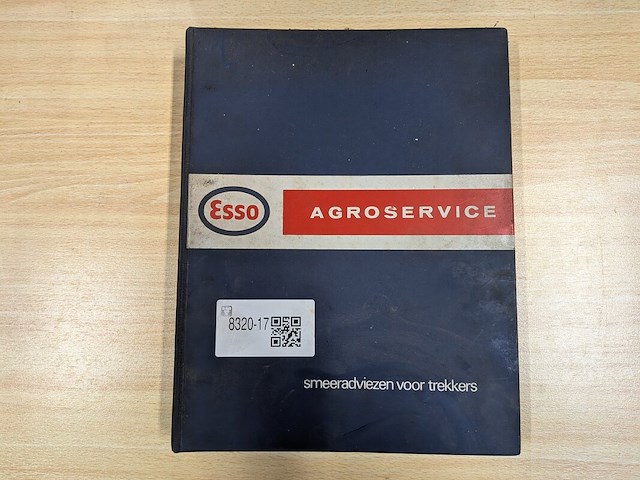 Esso
AGROSERVICE
8320-17
smeeradviezen voor trekkers